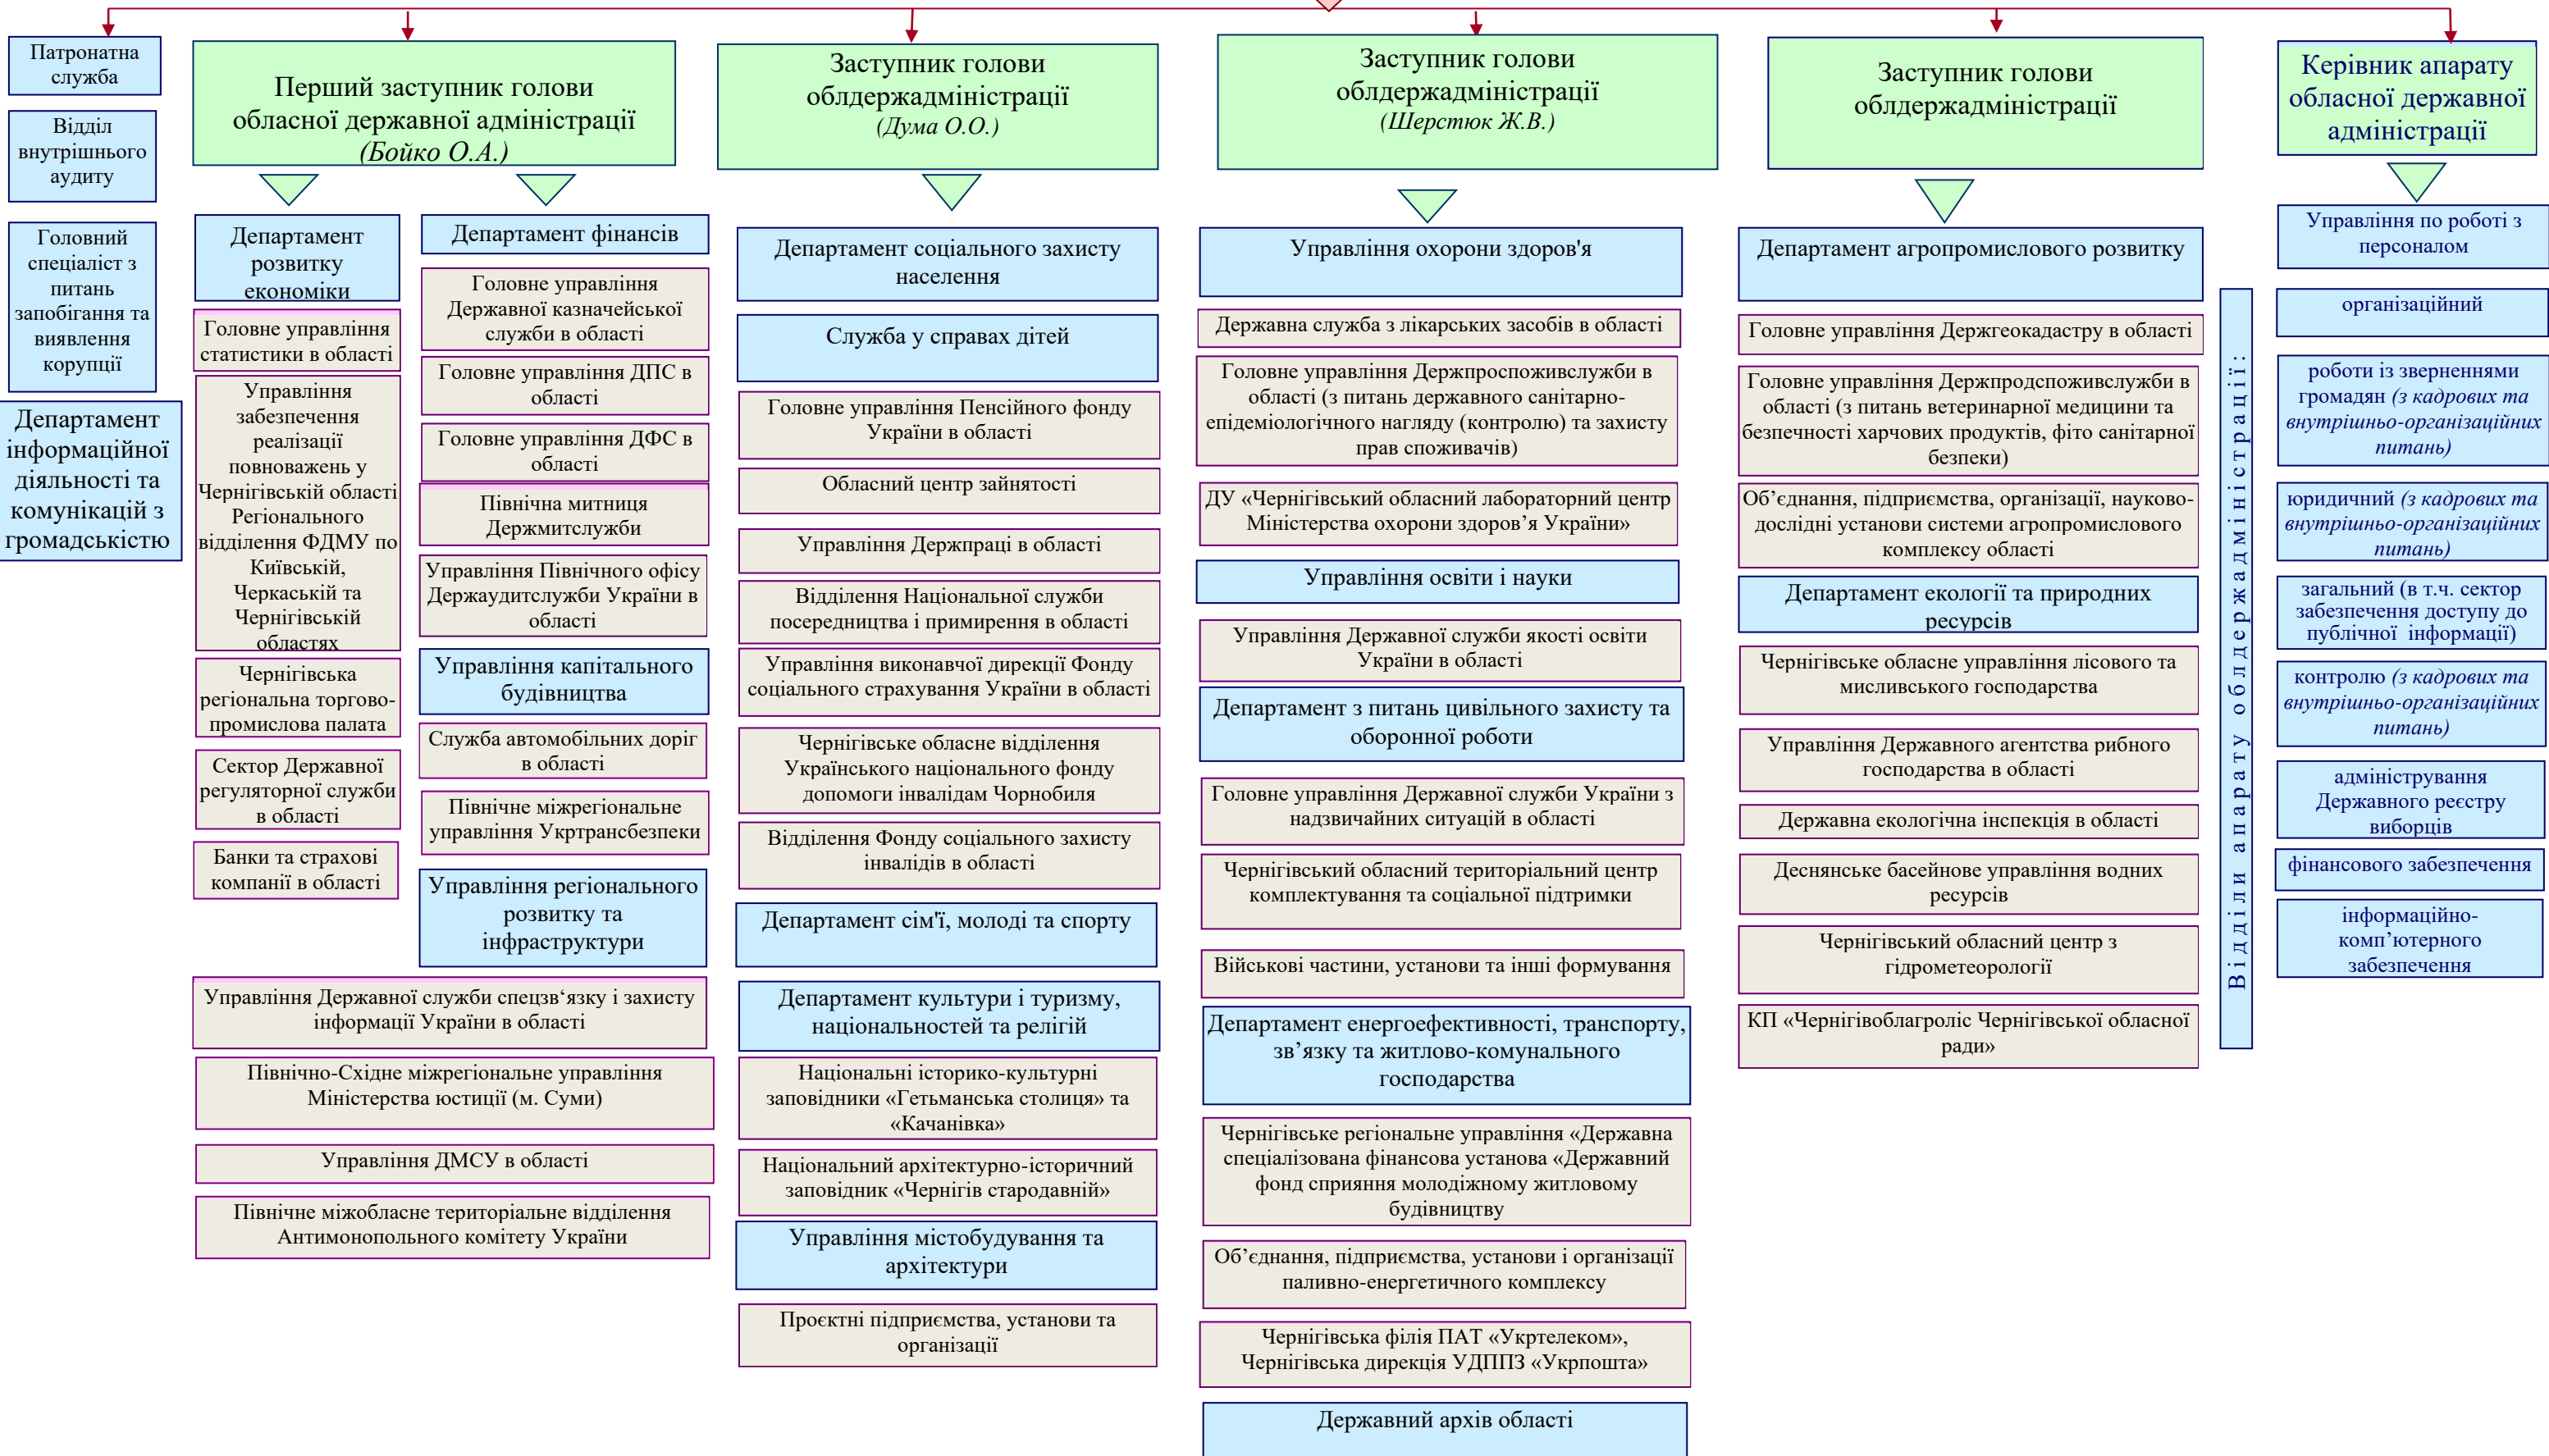 Патронатна
служба
Відділ
внутрішнього
аудиту
Головний
спеціаліст з
питань
запобігання та
виявлення
корупції
Департамент
інформаційної
діяльності та
комунікацій з
громадськістю
Перший заступник голови
обласної державної адміністрації
(Бойко О.А.)
Департамент
розвитку
економіки
Головне управління
статистики в області
Управління
забезпечення
реалізації
повноважень у
Чернігівській області
Регіонального
відділення ФДМУ по
Київській,
Черкаській та
Чернігівській
областях
Чернігівська
регіональна торгово-
промислова палата
Сектор Державної
регуляторної служби
в області
Банки та страхові
компанії в області
Департамент фінансів
Головне управління
Державної казначейської
служби в області
Головне управління ДПС в
області
Головне управління ДФС в
області
Північна митниця
Держмитслужби
Управління Північного офісу
Держаудитслужби України в
області
Управління капітального
будівництва
Служба автомобільних доріг
в області
Північне міжрегіональне
управління Укртрансбезпеки
Управління регіонального
розвитку та
інфраструктури
Управління Державної служби спецзв‘язку і захисту
інформації України в області
Північно-Східне міжрегіональне управління
Міністерства юстиції (м. Суми)
Управління ДМСУ в області
Північне міжобласне територіальне відділення
Антимонопольного комітету України
Заступник голови
облдержадміністрації
(Дума О.О.)
Департамент соціального захисту
населення
Служба у справах дітей
Головне управління Пенсійного фонду
України в області
Обласний центр зайнятості
Управління Держпраці в області
Відділення Національної служби
посередництва і примирення в області
Управління виконавчої дирекції Фонду
соціального страхування України в області
Чернігівське обласне відділення
Українського національного фонду
допомоги інвалідам Чорнобиля
Відділення Фонду соціального захисту
інвалідів в області
Департамент сім'ї, молоді та спорту
Департамент культури і туризму,
національностей та релігій
Національні історико-культурні
заповідники «Гетьманська столиця» та
«Качанівка»
Національний архітектурно-історичний
заповідник «Чернігів стародавній»
Управління містобудування та
архітектури
Проєктні підприємства, установи та
організації
Заступник голови
облдержадміністрації
(Шерстюк Ж.В.)
Управління охорони здоров'я
Державна служба з лікарських засобів в області
Головне управління Держпроспоживслужби в
області (з питань державного санітарно-
епідеміологічного нагляду (контролю) та захисту
прав споживачів)
ДУ «Чернігівський обласний лабораторний центр
Міністерства охорони здоров’я України»
Управління освіти і науки
Управління Державної служби якості освіти
України в області
Департамент з питань цивільного захисту та
оборонної роботи
Головне управління Державної служби України з
надзвичайних ситуацій в області
Чернігівський обласний територіальний центр
комплектування та соціальної підтримки
Військові частини, установи та інші формування
Департамент енергоефективності, транспорту,
зв’язку та житлово-комунального
господарства
Чернігівське регіональне управління «Державна
спеціалізована фінансова установа «Державний
фонд сприяння молодіжному житловому
будівництву
Об’єднання, підприємства, установи і організації
паливно-енергетичного комплексу
Чернігівська філія ПАТ «Укртелеком»,
Чернігівська дирекція УДППЗ «Укрпошта»
Державний архів області
Заступник голови
облдержадміністрації
Департамент агропромислового розвитку
Головне управління Держгеокадастру в області
Головне управління Держпродспоживслужби в
області (з питань ветеринарної медицини та
безпечності харчових продуктів, фіто санітарної
безпеки)
Об’єднання, підприємства, організації, науково-
дослідні установи системи агропромислового
комплексу області
Департамент екології та природних
ресурсів
Чернігівське обласне управління лісового та
мисливського господарства
Управління Державного агентства рибного
господарства в області
Державна екологічна інспекція в області
Деснянське басейнове управління водних
ресурсів
Чернігівський обласний центр з
гідрометеорології
КП «Чернігівоблагроліс Чернігівської обласної
ради»
Відділи апарату облдержадміністрації:
Керівник апарату
обласної державної
адміністрації
Управління по роботі з
персоналом
організаційний
роботи із зверненнями
громадян (з кадрових та
внутрішньо-організаційних
питань)
юридичний (з кадрових та
внутрішньо-організаційних
питань)
загальний (в т.ч. сектор
забезпечення доступу до
публічної інформації)
контролю (з кадрових та
внутрішньо-організаційних
питань)
адміністрування
Державного реєстру
виборців
фінансового забезпечення
інформаційно-
комп’ютерного
забезпечення